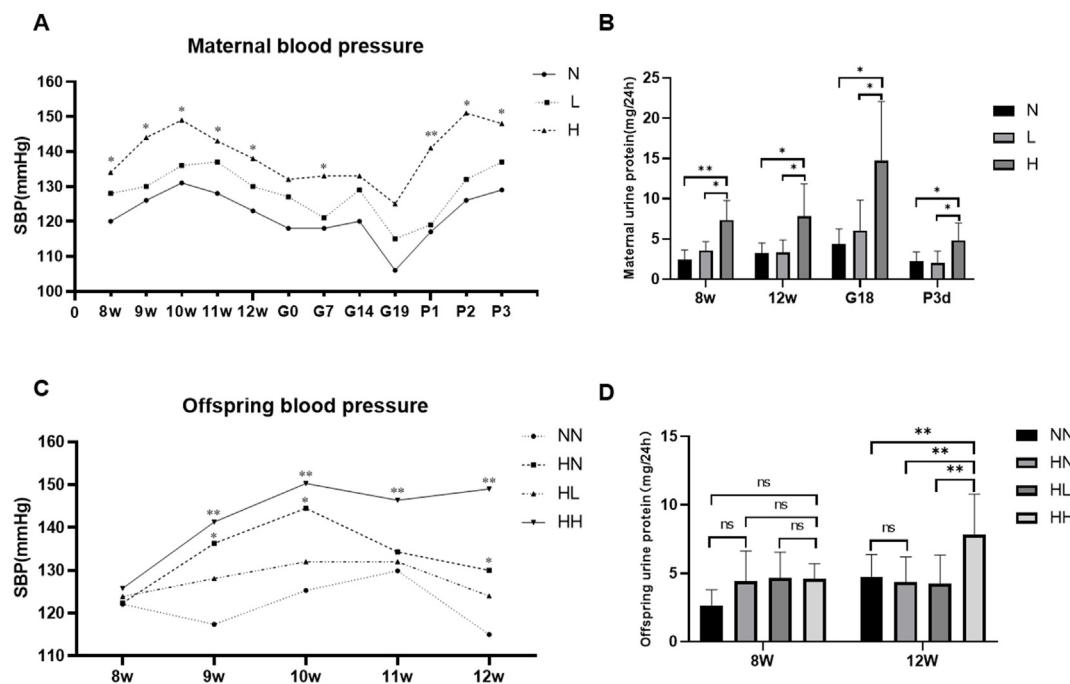 A
Maternal blood pressure
SBP(mmHg)
160
150
140
130
120
110
100
0
8w 9w 10w 11w 12w G0 G7 G14 G19 P1 P2 P3
* * * * * * ** * *
N
L
H
B
Maternal urine protein(mg/24h)
25
20
15
10
5
0
8w 12w G18 P3d
** *
* *
* *
* *
N
L
H
C
Offspring blood pressure
SBP(mmHg)
160
150
140
130
120
110
8w 9w 10w 11w 12w
** ** ** **
* * *
NN
HN
HL
HH
D
Offspring urine protein (mg/24h)
15
10
5
0
8W 12W
ns
ns
ns ns
**
**
**
ns
NN
HN
HL
HH